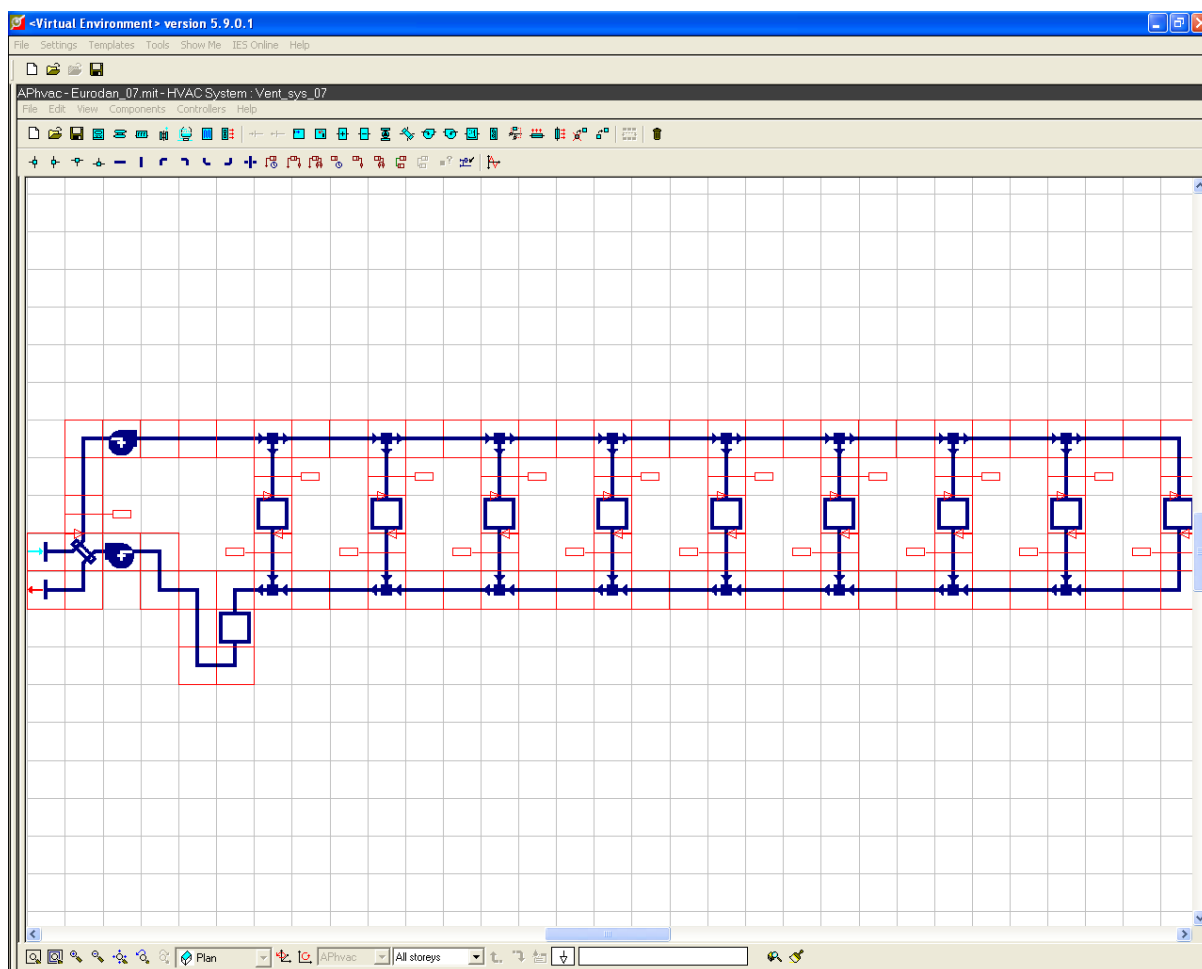 <Virtual Environment> version 5.9.0.1
File Settings Templates Tools Show Me IES Online Help
APhvac - Eurodan_07.mit - HVAC System : Vent_sys_07
File Edit View Components Controllers Help
Plan APhvac All storeys